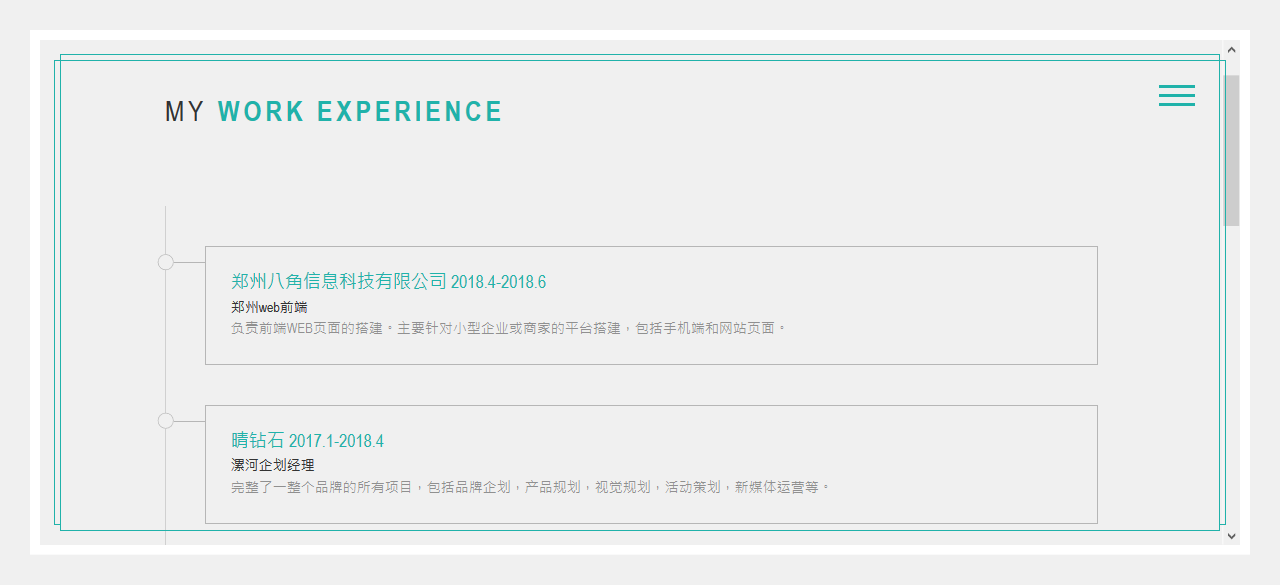 MY WORK EXPERIENCE
郑州八角信息科技有限公司 2018.4-2018.6
郑州web前端
负责前端WEB页面的搭建。主要针对小型企业或商家的平台搭建，包括手机端和网站页面。
晴钻石 2017.1-2018.4
漯河企划经理
完整了一整个品牌的所有项目，包括品牌企划，产品规划，视觉规划，活动策划，新媒体运营等。